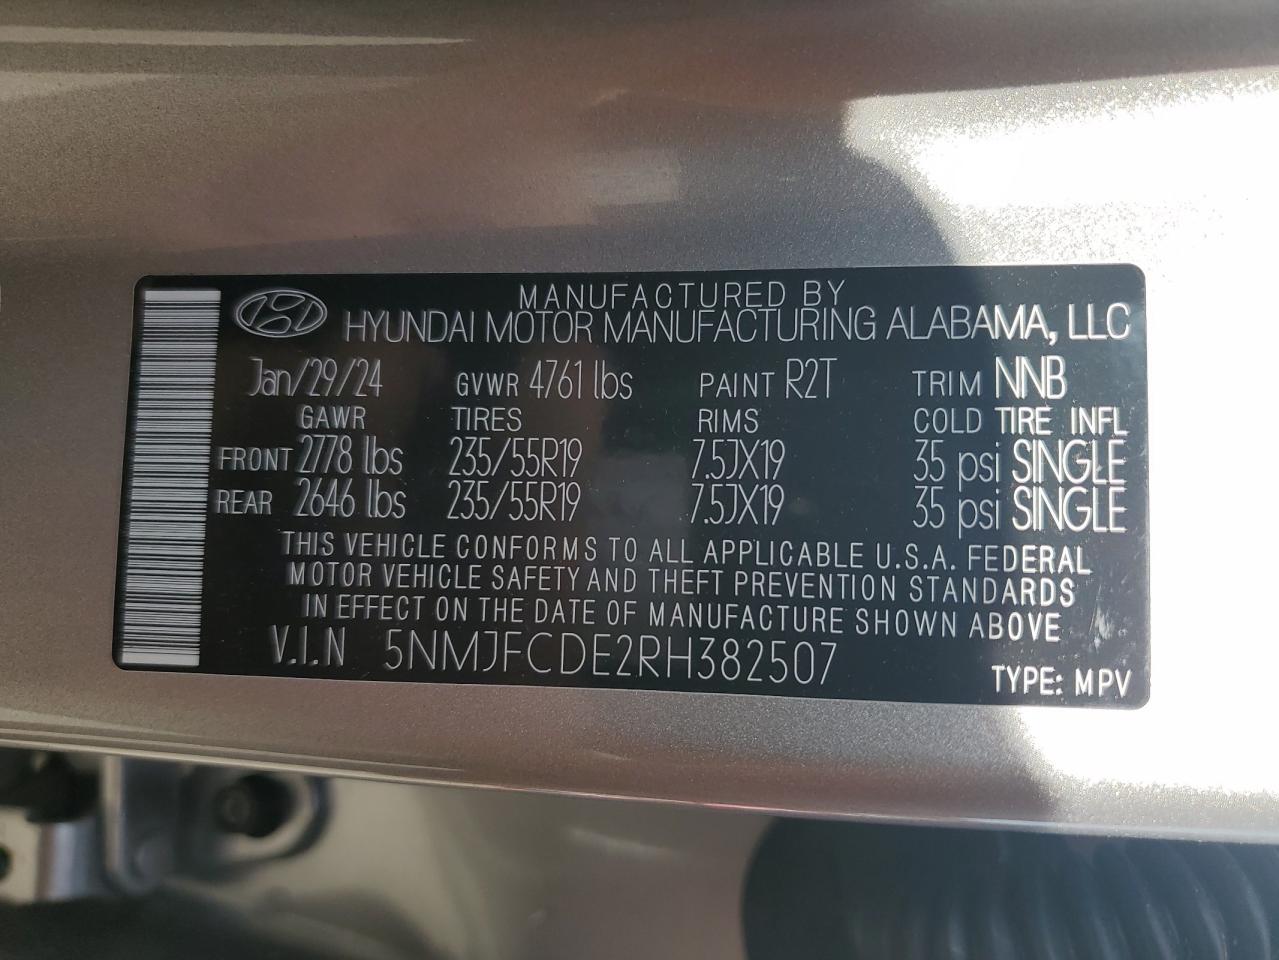 MANUFACTURED BY
HYUNDAI MOTOR MANUFACTURING ALABAMA, LLC
Jan/29/24 GVWR 4761 lbs PAINT R2T TRIM NNB
GAWR TIRES RIMS COLD TIRE INFL
FRONT 2778 lbs 235/55R19 7.5JX19 35 psi SINGLE
REAR 2646 lbs 235/55R19 7.5JX19 35 psi SINGLE
THIS VEHICLE CONFORMS TO ALL APPLICABLE U.S.A. FEDERAL
MOTOR VEHICLE SAFETY AND THEFT PREVENTION STANDARDS
IN EFFECT ON THE DATE OF MANUFACTURE SHOWN ABOVE
V.I.N 5NMJFCDE2RH382507
TYPE: MPV